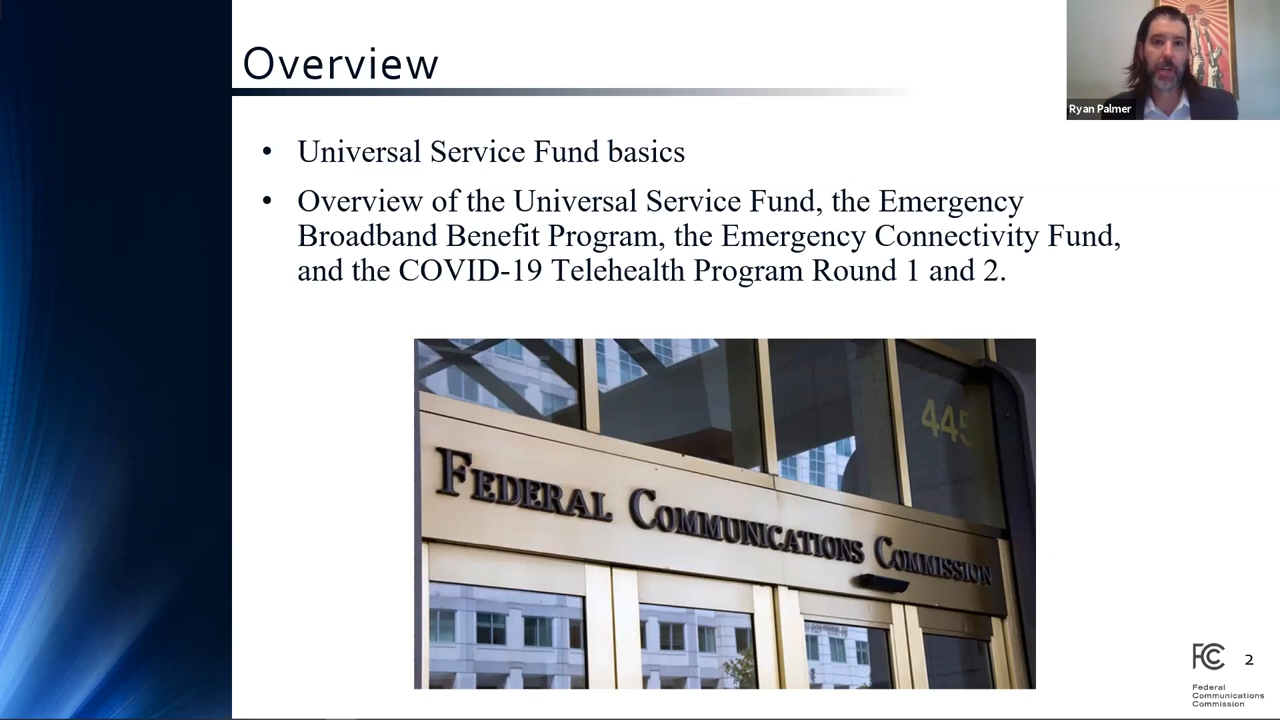 Overview
Ryan Palmer
• Universal Service Fund basics
• Overview of the Universal Service Fund, the Emergency
Broadband Benefit Program, the Emergency Connectivity Fund,
and the COVID-19 Telehealth Program Round 1 and 2.
445
FEDERAL COMMUNICATIONS COMMISSION
FCC
2
Federal
Communications
Commission